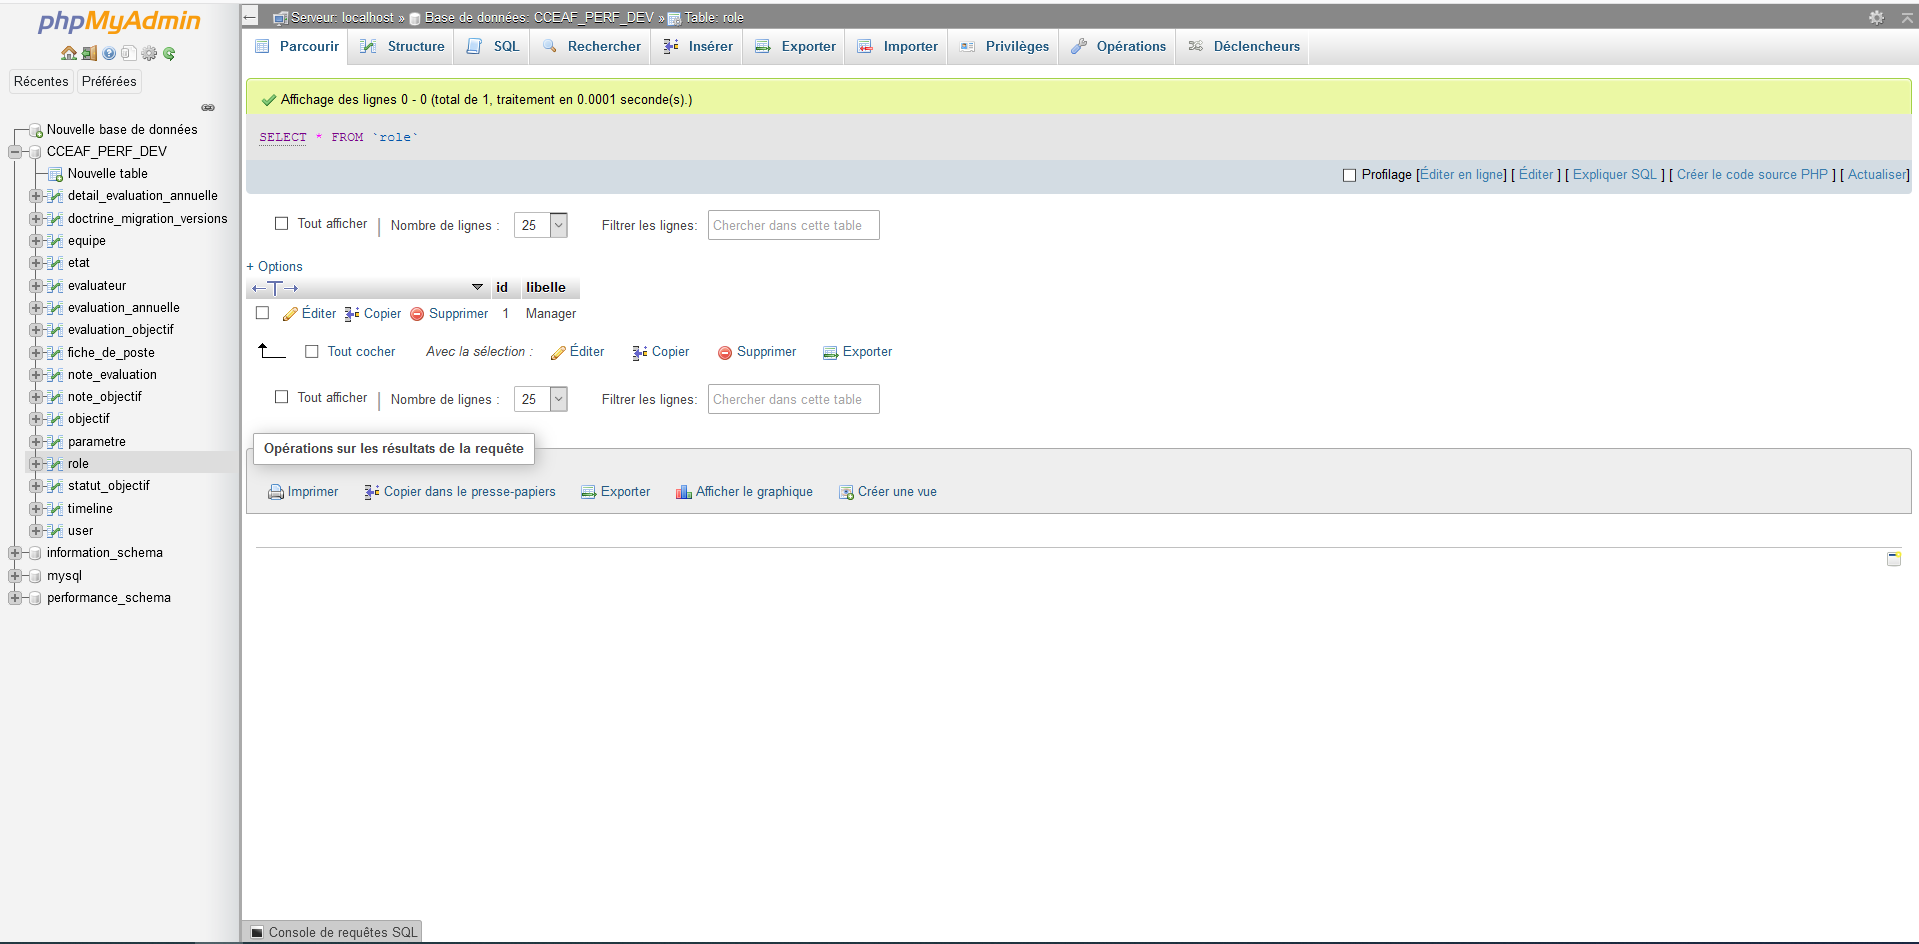 phpMyAdmin
Récentes Préférées
Nouvelle base de données
CCEAF_PERF_DEV
Nouvelle table
detail_evaluation_annuelle
doctrine_migration_versions
equipe
etat
evaluateur
evaluation_annuelle
evaluation_objectif
fiche_de_poste
note_evaluation
note_objectif
objectif
parametre
role
statut_objectif
timeline
user
information_schema
mysql
performance_schema
Serveur: localhost » Base de données: CCEAF_PERF_DEV » Table: role
Parcourir Structure SQL Rechercher Insérer Exporter Importer Privilèges Opérations Déclencheurs
Affichage des lignes 0 - 0 (total de 1, traitement en 0.0001 seconde(s).)
SELECT * FROM `role`
Profilage [Éditer en ligne] [ Éditer ] [ Expliquer SQL ] [ Créer le code source PHP ] [ Actualiser]
Tout afficher | Nombre de lignes : 25 Filtrer les lignes: Chercher dans cette table
+ Options
←T→ id libelle
Éditer Copier Supprimer 1 Manager
Tout cocher Avec la sélection : Éditer Copier Supprimer Exporter
Tout afficher | Nombre de lignes : 25 Filtrer les lignes: Chercher dans cette table
Opérations sur les résultats de la requête
Imprimer Copier dans le presse-papiers Exporter Afficher le graphique Créer une vue
Console de requêtes SQL